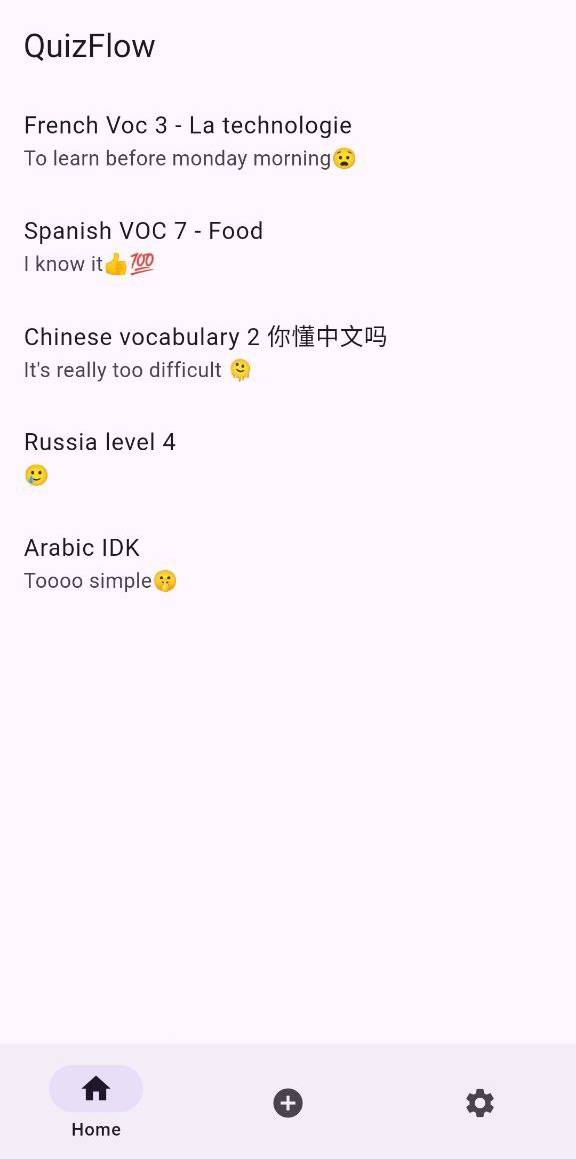 QuizFlow
French Voc 3 - La technologie
To learn before monday morning😧
Spanish VOC 7 - Food
I know it👍💯
Chinese vocabulary 2 你懂中文吗
It's really too difficult 🫠
Russia level 4
🥲
Arabic IDK
Toooo simple🤫
Home